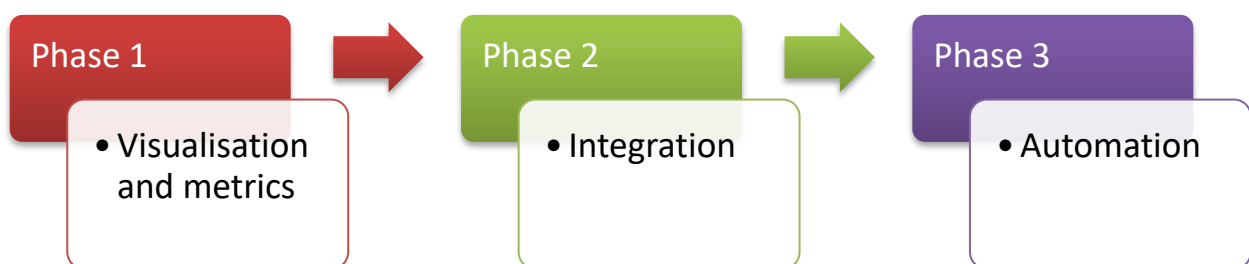 Phase 1
• Visualisation
and metrics
Phase 2
• Integration
Phase 3
• Automation